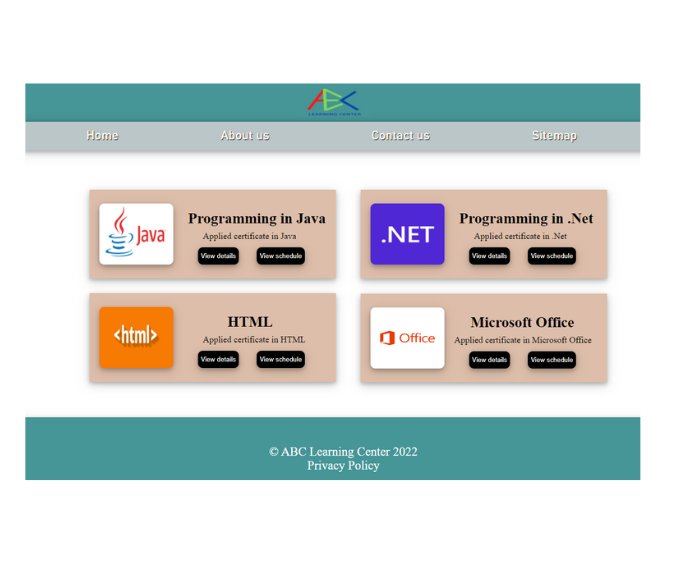 ABC
LEARNING CENTER
Home
About us
Contact us
Sitemap
Java
Programming in Java
Applied certificate in Java
View details
View schedule
.NET
Programming in .Net
Applied certificate in .Net
View details
View schedule
<html>
HTML
Applied certificate in HTML
View details
View schedule
Office
Microsoft Office
Applied certificate in Microsoft Office
View details
View schedule
© ABC Learning Center 2022
Privacy Policy